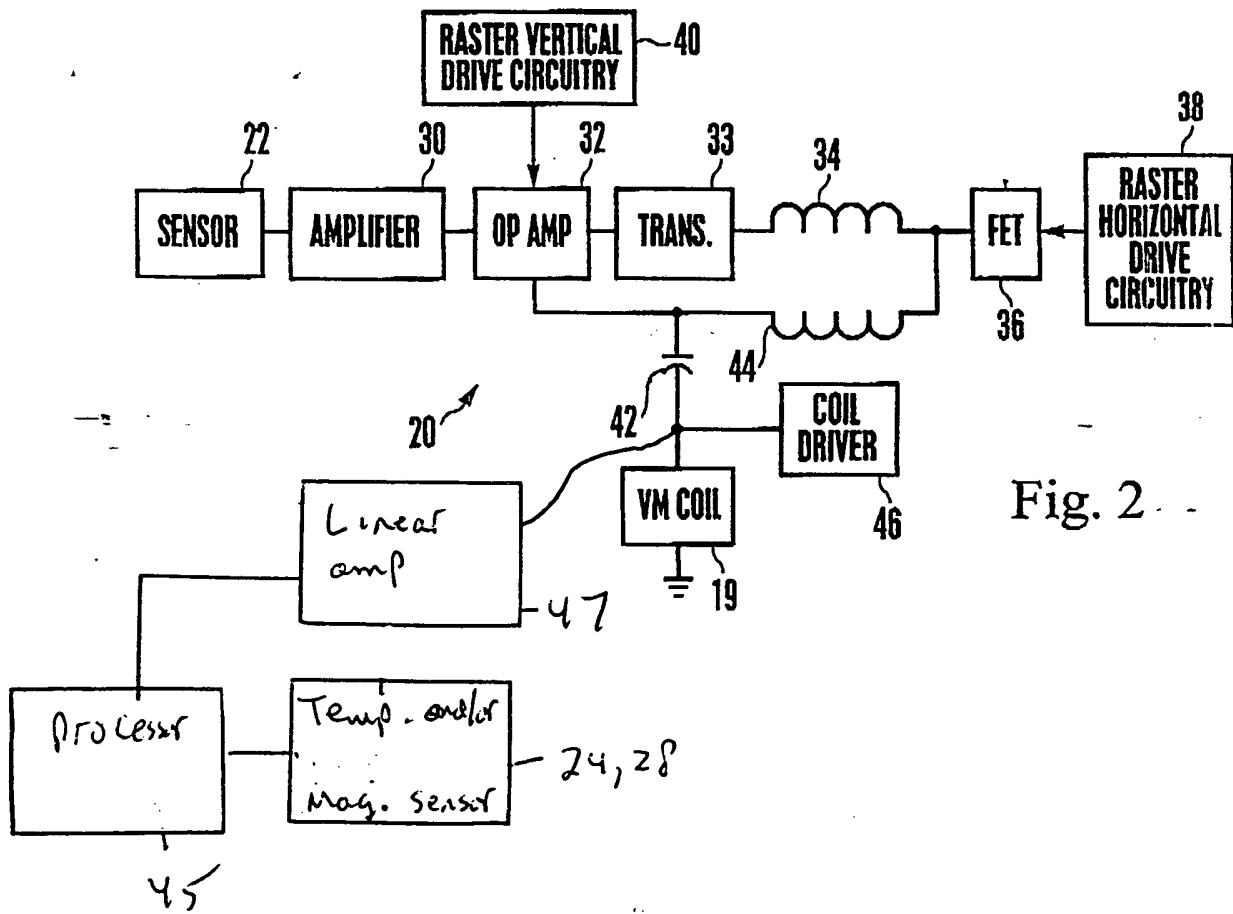 RASTER VERTICAL
DRIVE CIRCUITRY
40
22
30
32
33
34
38
SENSOR
AMPLIFIER
OP AMP
TRANS.
FET
RASTER
HORIZONTAL
DRIVE
CIRCUITRY
36
44
42
20
COIL
DRIVER
46
VM COIL
19
Fig. 2
Linear
amp
47
Processor
Temp. and/or
Mag. sensor
24, 28
45